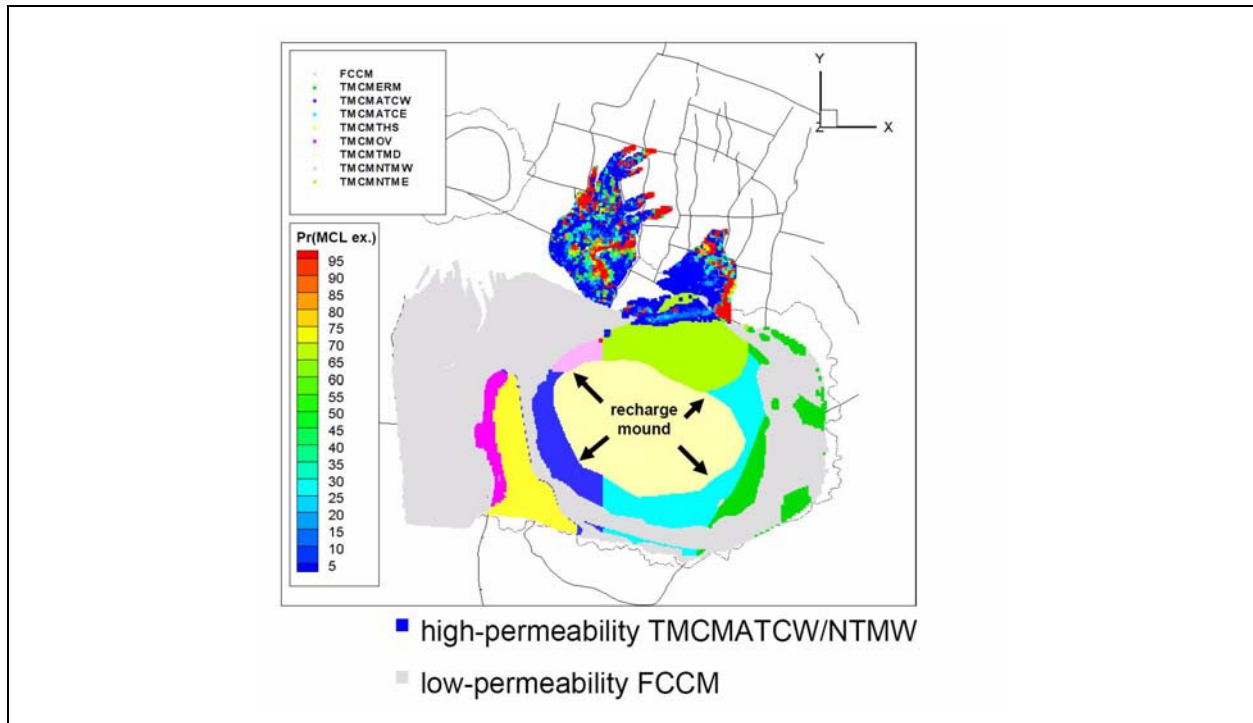 FCCM
TMCMERM
TMCMATCW
TMCMATCE
TMCMTHS
TMCMOV
TMCMTMD
TMCMNTMW
TMCMNTME
Y
Z
X
Pr(MCL ex.)
95
90
85
80
75
70
65
60
55
50
45
40
35
30
25
20
15
10
5
recharge
mound
high-permeability TMCMATCW/NTMW
low-permeability FCCM